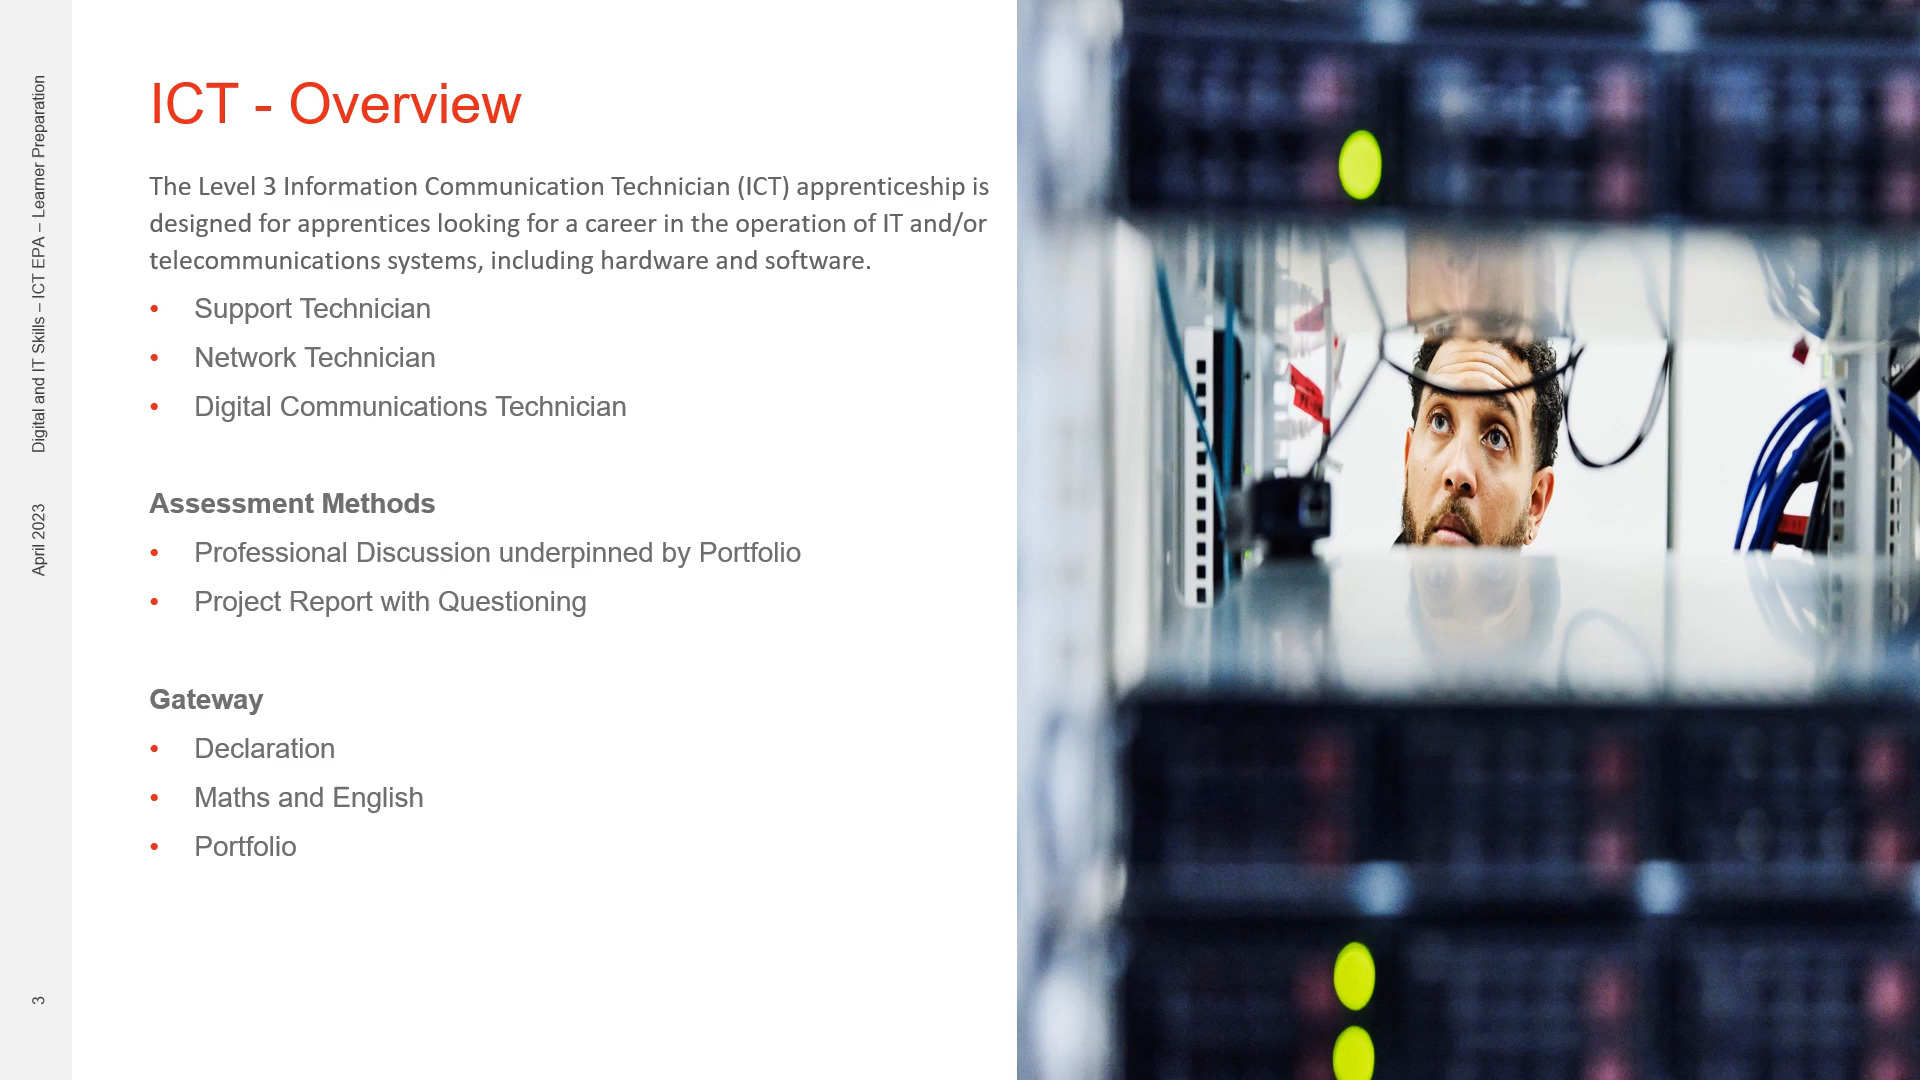 ICT - Overview
The Level 3 Information Communication Technician (ICT) apprenticeship is
designed for apprentices looking for a career in the operation of IT and/or
telecommunications systems, including hardware and software.
• Support Technician
• Network Technician
• Digital Communications Technician
Assessment Methods
• Professional Discussion underpinned by Portfolio
• Project Report with Questioning
Gateway
• Declaration
• Maths and English
• Portfolio
Digital and IT Skills – ICT EPA – Learner Preparation
April 2023
3